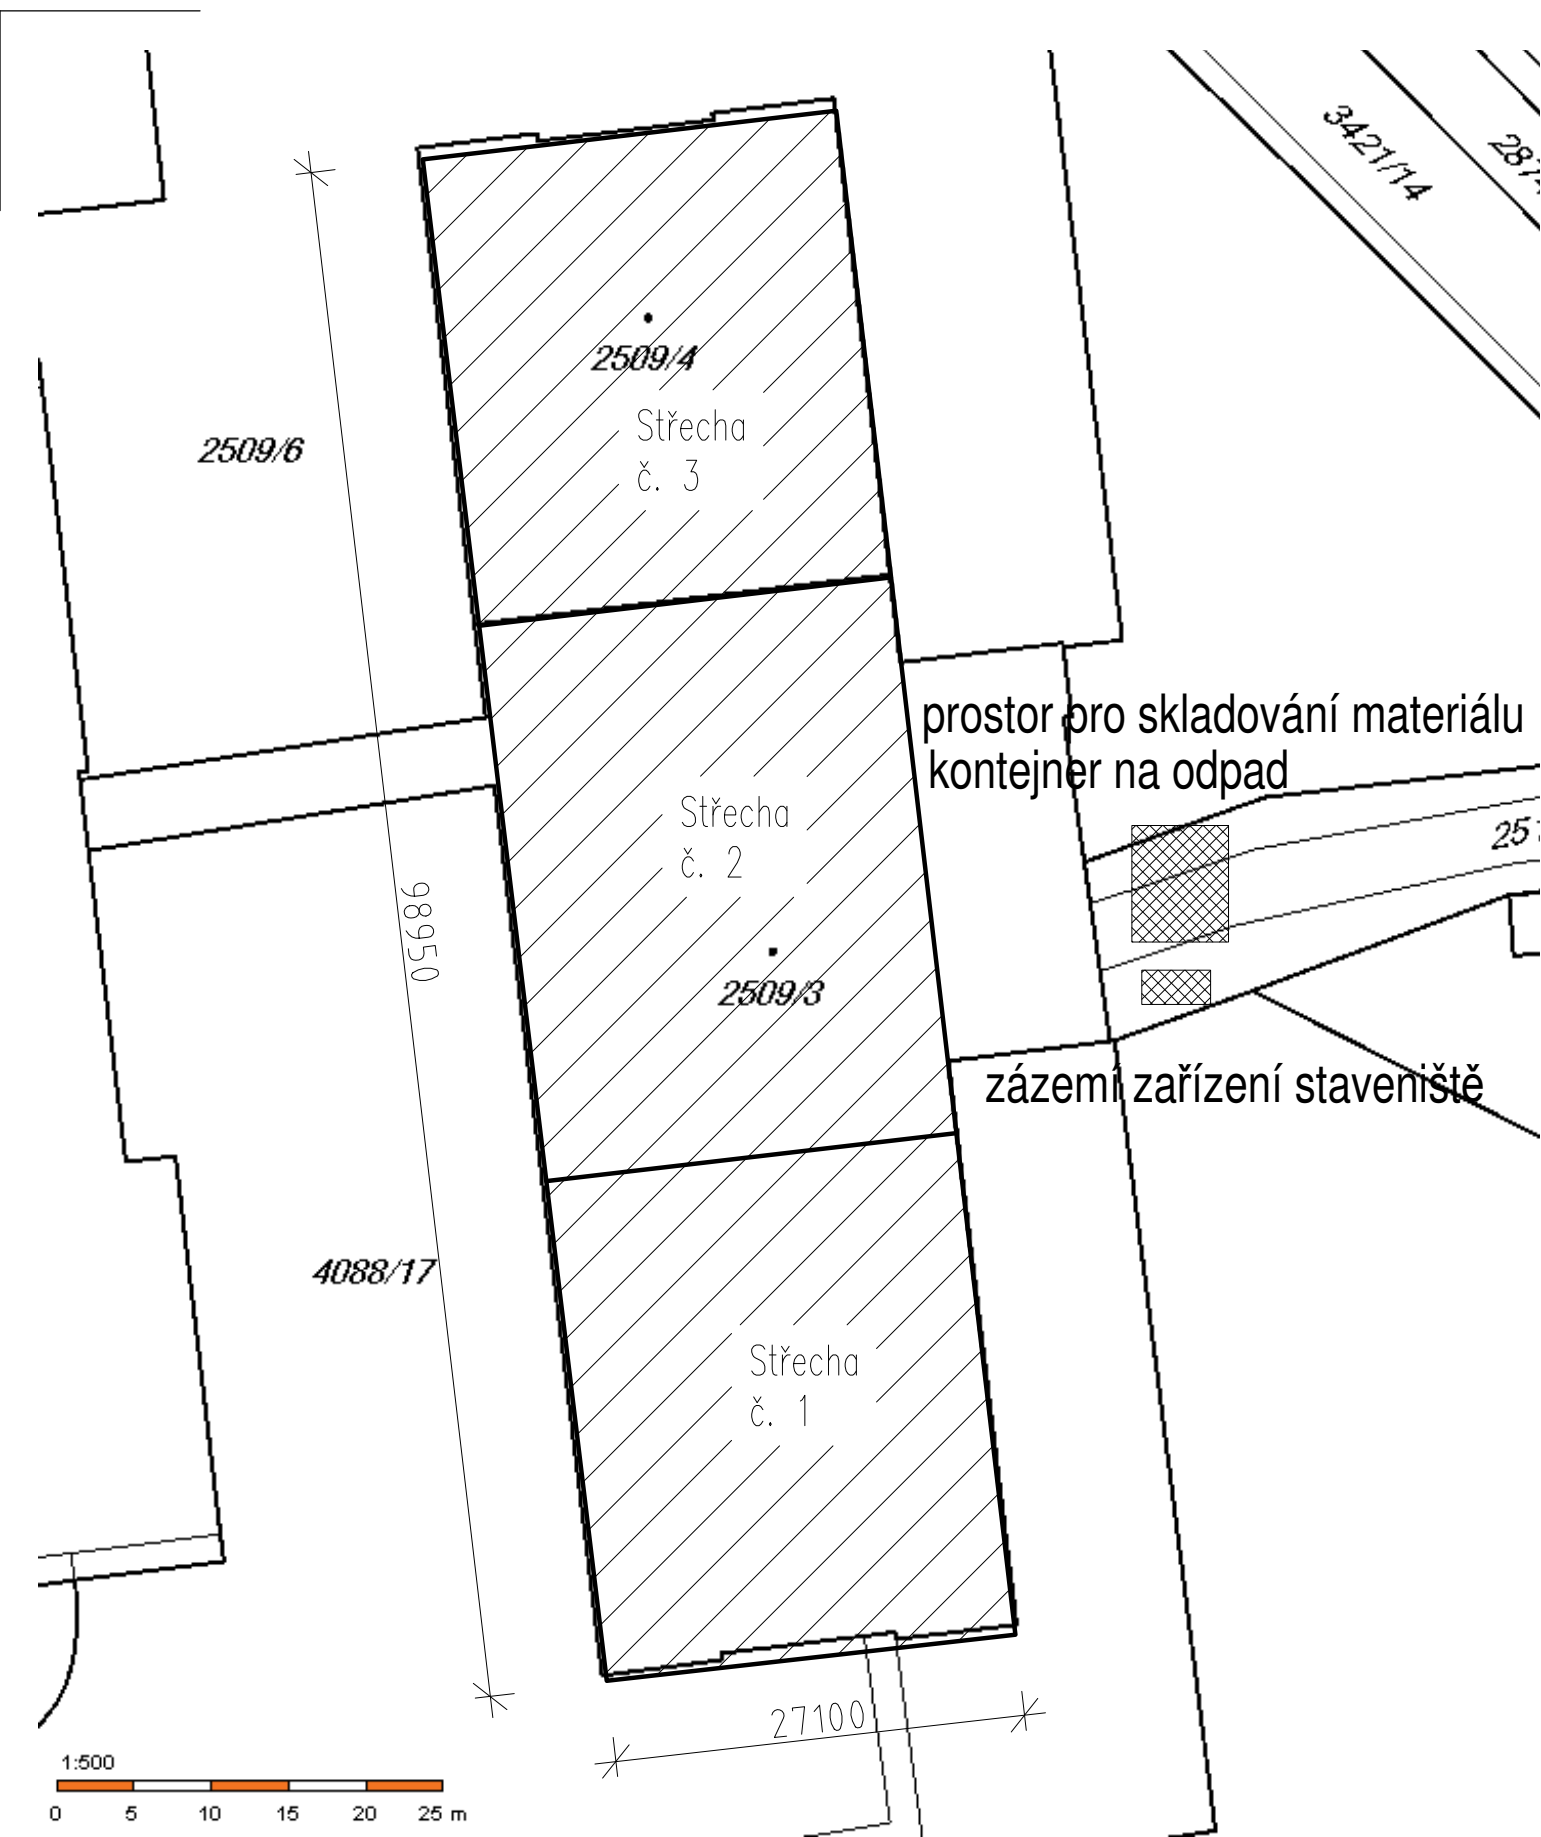 3421/14
2509/4
Střecha
č. 3
2509/6
prostor pro skladování materiálu
kontejner na odpad
Střecha
č. 2
98950
2509/3
zázemí zařízení staveniště
4088/17
Střecha
č. 1
27100
1:500
0 5 10 15 20 25 m